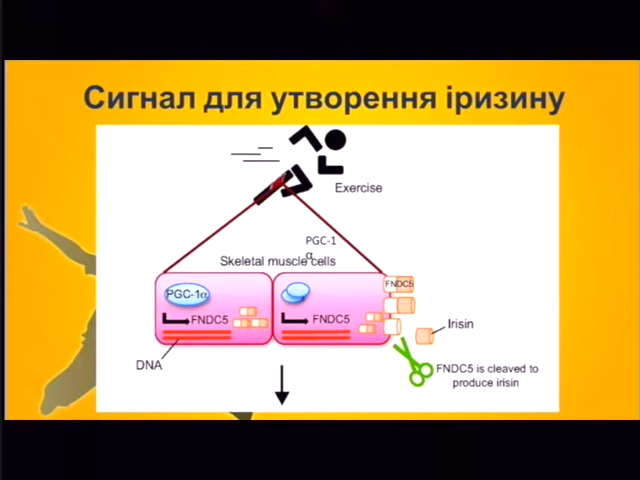 Сигнал для утворення іризину
Exercise
PGC-1
α
Skeletal muscle cells
FNDC5
PGC-1α
FNDC5
FNDC5
Irisin
DNA
FNDC5 is cleaved to
produce irisin